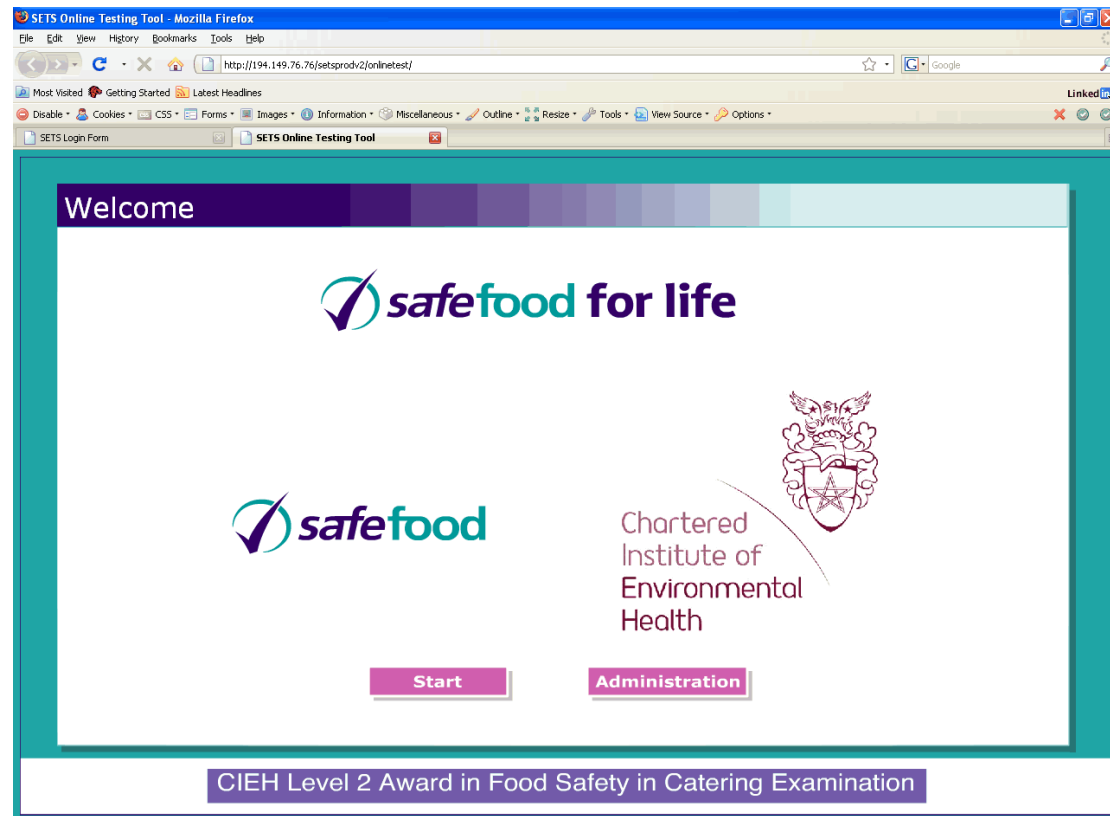 SETS Online Testing Tool - Mozilla Firefox
File Edit View History Bookmarks Tools Help
http://194.149.76.76/setsprodv2/onlinetest/
G Google
Most Visited Getting Started Latest Headlines Linked in
Disable Cookies CSS Forms Images Information Miscellaneous Outline Resize Tools View Source Options
SETS Login Form SETS Online Testing Tool
Welcome
safefood for life
safefood
Chartered
Institute of
Environmental
Health
Start Administration
CIEH Level 2 Award in Food Safety in Catering Examination